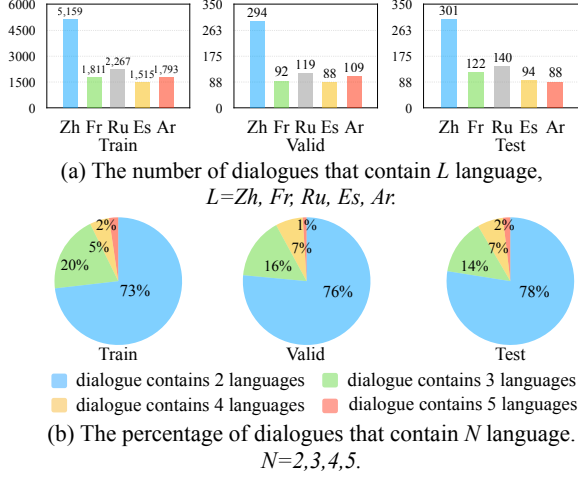 6000 4500 3000 1500 0
5,159 1,811 2,267 1,515 1,793
Zh Fr Ru Es Ar
Train
350 263 175 88 0
294 92 119 88 109
Zh Fr Ru Es Ar
Valid
350 263 175 88 0
301 122 140 94 88
Zh Fr Ru Es Ar
Test
(a) The number of dialogues that contain L language,
L=Zh, Fr, Ru, Es, Ar.
2% 5% 20% 73%
Train
1% 7% 16% 76%
Valid
2% 7% 14% 78%
Test
dialogue contains 2 languages dialogue contains 3 languages
dialogue contains 4 languages dialogue contains 5 languages
(b) The percentage of dialogues that contain N language.
N=2,3,4,5.